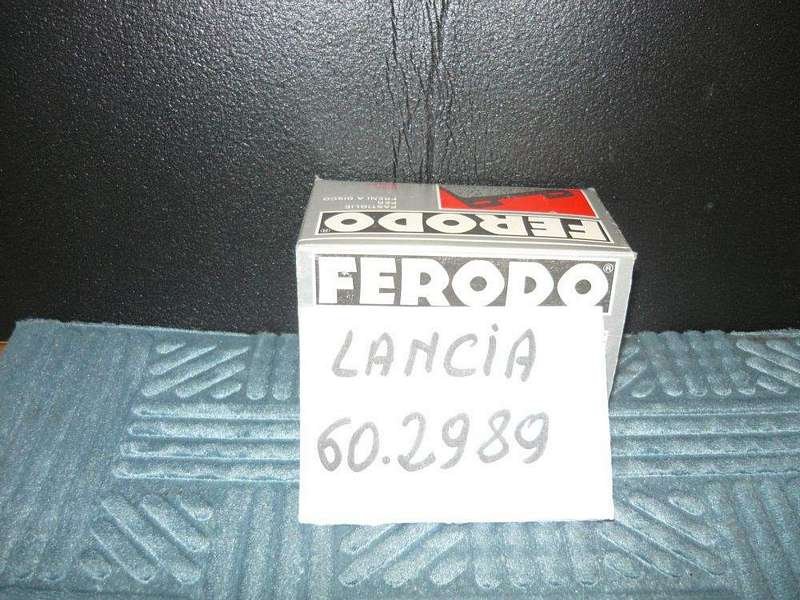 PASTIGLIE
PER
FRENI A DISCO
FERODO®
FERODO®
LANCIA
60.2989